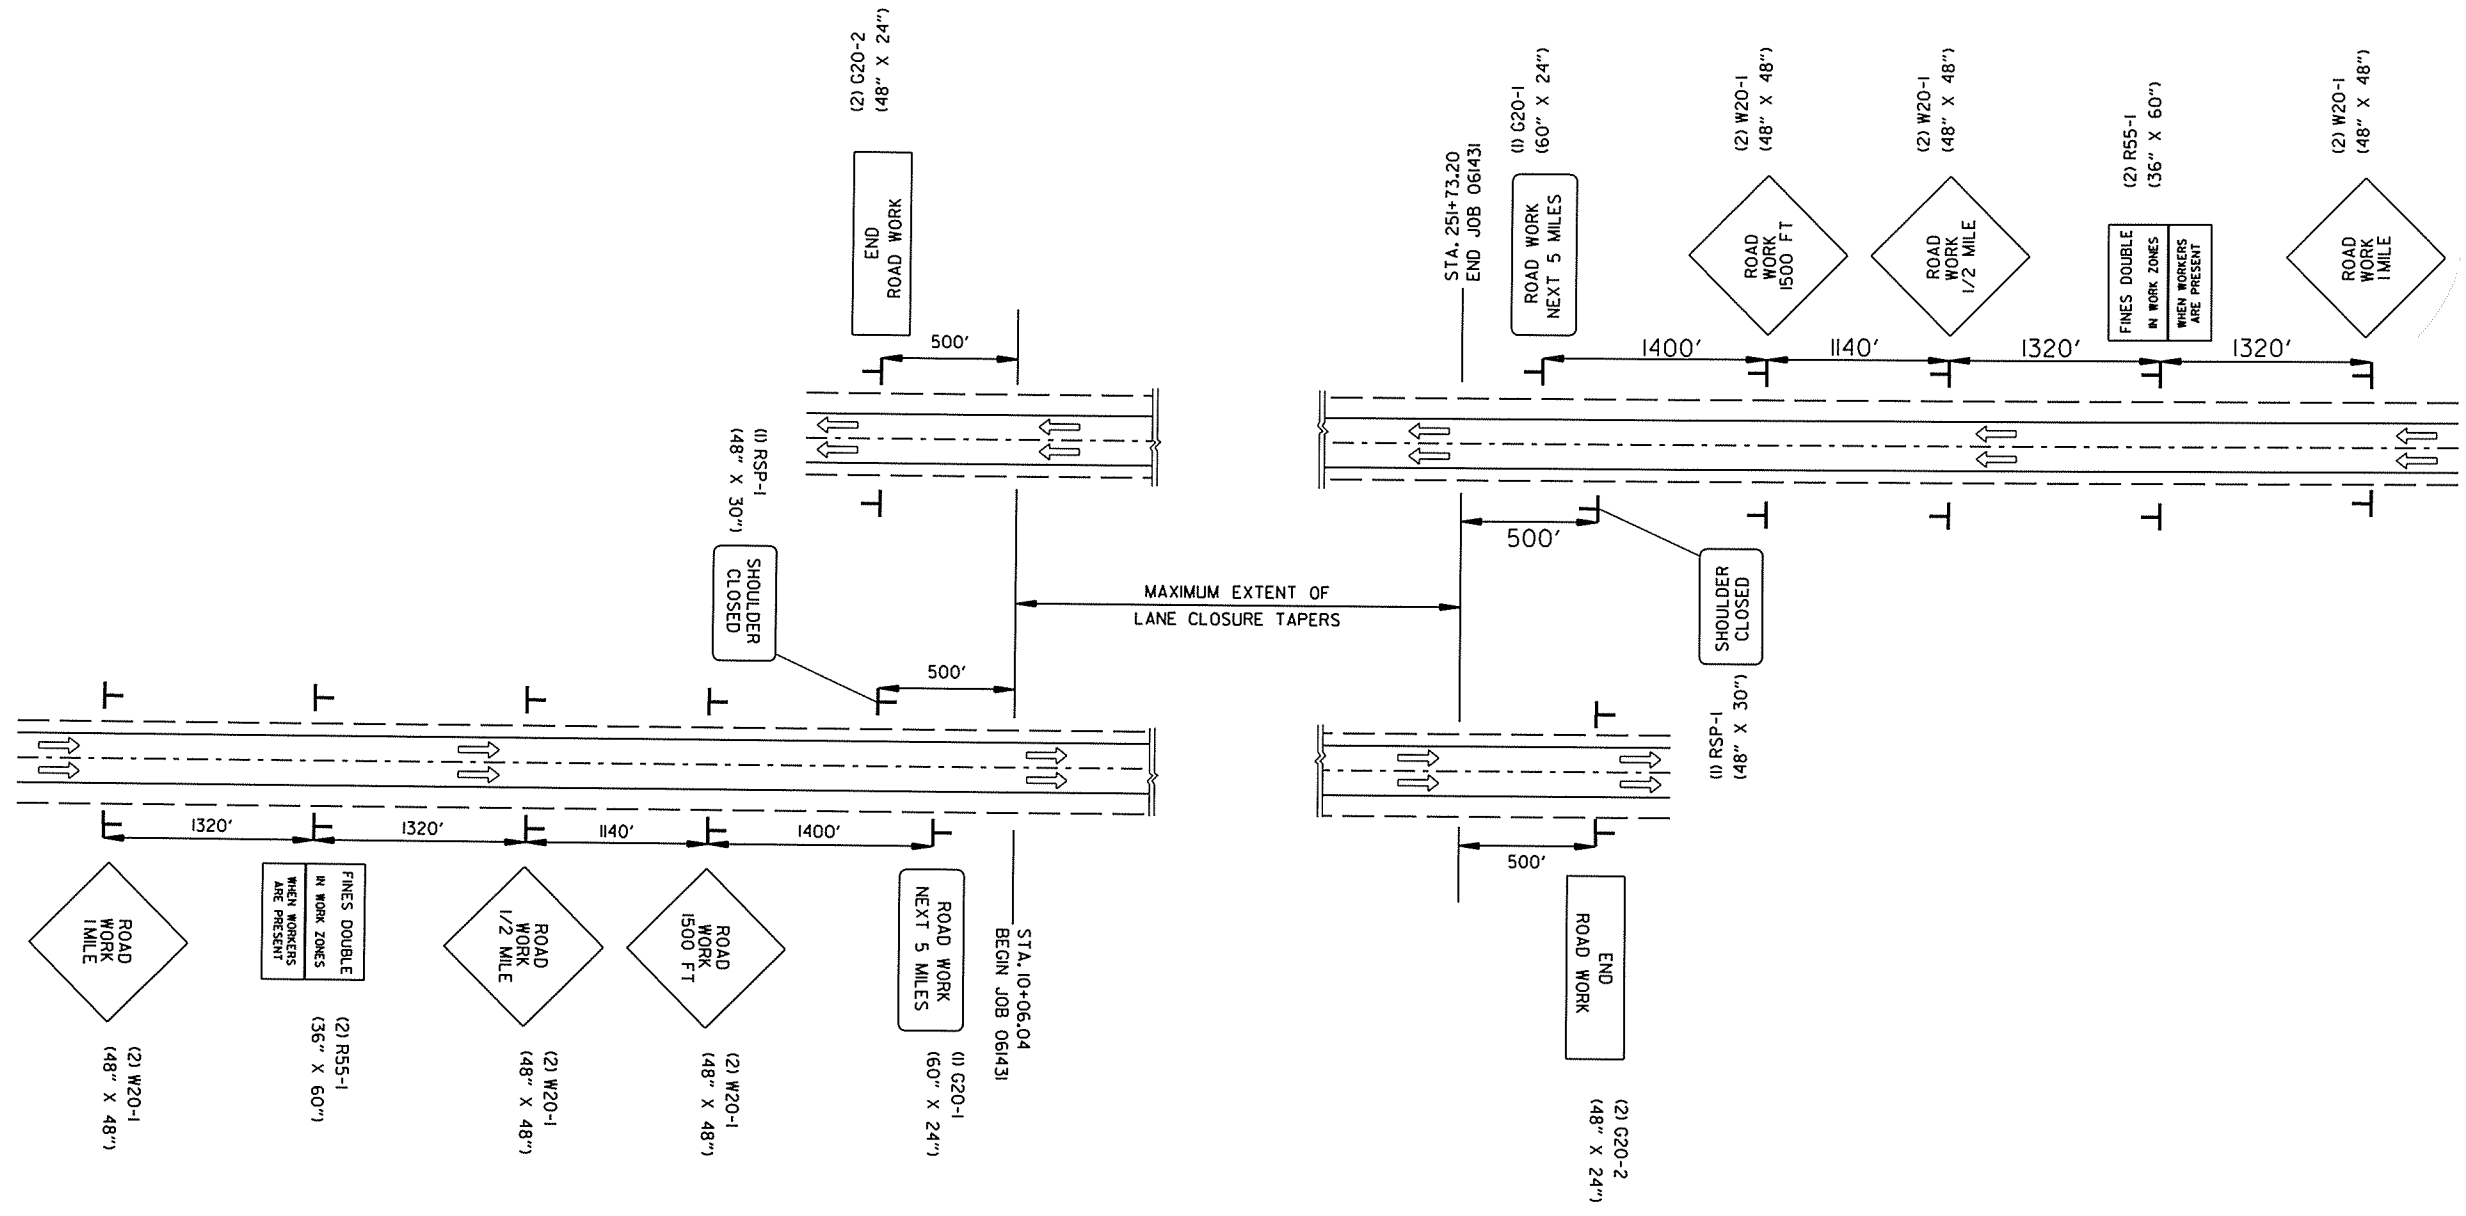 (2) G20-2
(48" X 24")
END
ROAD WORK
500'
STA. 251+73.20
END JOB 061431
(1) G20-1
(60" X 24")
ROAD WORK
NEXT 5 MILES
(2) W20-1
(48" X 48")
ROAD
WORK
1500 FT
(2) W20-1
(48" X 48")
ROAD
WORK
1/2 MILE
(2) R55-1
(36" X 60")
FINES DOUBLE
IN WORK ZONES
WHEN WORKERS
ARE PRESENT
(2) W20-1
(48" X 48")
ROAD
WORK
1 MILE
1400'
1140'
1320'
1320'
(1) RSP-1
(48" X 30")
SHOULDER
CLOSED
500'
MAXIMUM EXTENT OF
LANE CLOSURE TAPERS
500'
SHOULDER
CLOSED
(1) RSP-1
(48" X 30")
1320'
1320'
1140'
1400'
500'
ROAD
WORK
1 MILE
(2) W20-1
(48" X 48")
FINES DOUBLE
IN WORK ZONES
WHEN WORKERS
ARE PRESENT
(2) R55-1
(36" X 60")
ROAD
WORK
1/2 MILE
(2) W20-1
(48" X 48")
ROAD
WORK
1500 FT
(2) W20-1
(48" X 48")
ROAD WORK
NEXT 5 MILES
(1) G20-1
(60" X 24")
STA. 10+06.04
BEGIN JOB 061431
END
ROAD WORK
(2) G20-2
(48" X 24")